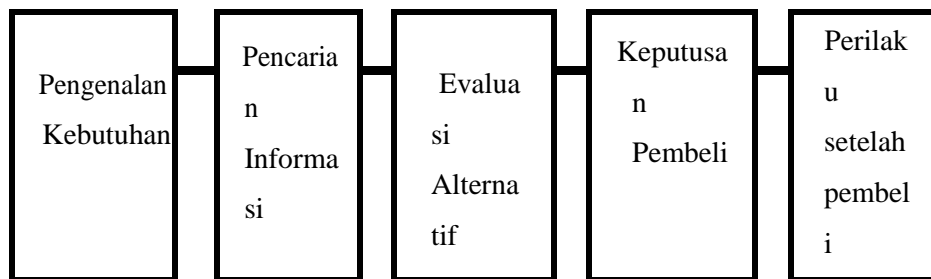 Pengenalan
Kebutuhan
Pencaria
n
Informa
si
Evalua
si
Alterna
tif
Keputusa
n
Pembeli
Perilak
u
setelah
pembel
i